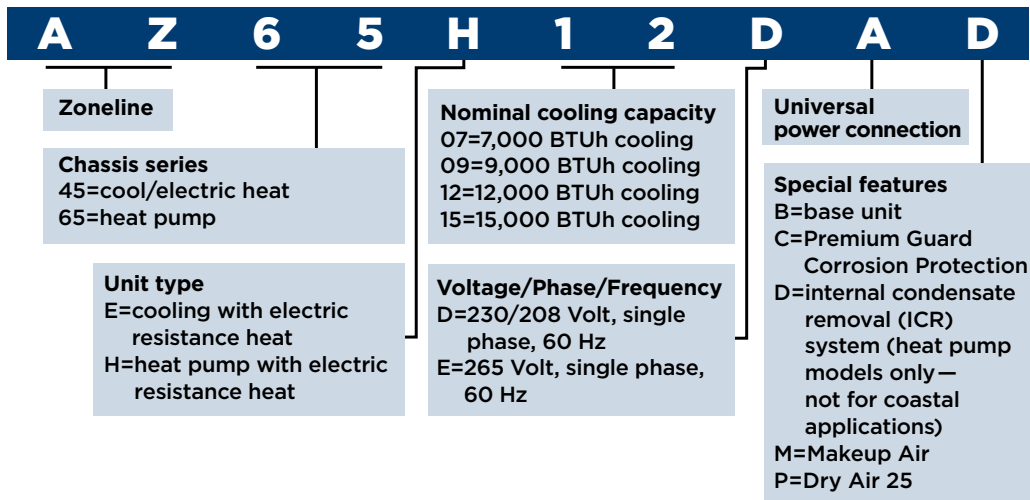 A Z 6 5 H 1 2 D A D
Zoneline
Chassis series
45=cool/electric heat
65=heat pump
Unit type
E=cooling with electric
resistance heat
H=heat pump with electric
resistance heat
Nominal cooling capacity
07=7,000 BTUh cooling
09=9,000 BTUh cooling
12=12,000 BTUh cooling
15=15,000 BTUh cooling
Voltage/Phase/Frequency
D=230/208 Volt, single
phase, 60 Hz
E=265 Volt, single phase,
60 Hz
Universal
power connection
Special features
B=base unit
C=Premium Guard
Corrosion Protection
D=internal condensate
removal (ICR)
system (heat pump
models only—
not for coastal
applications)
M=Makeup Air
P=Dry Air 25